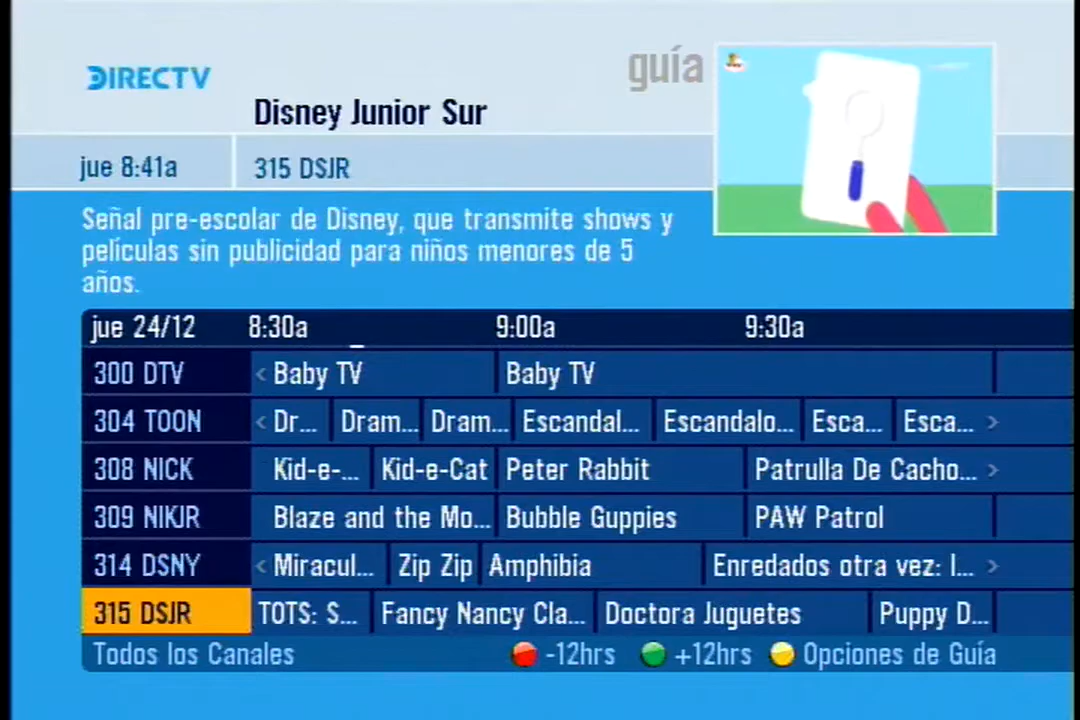 DIRECTV
guía
Disney Junior Sur
jue 8:41a
315 DSJR
Señal pre-escolar de Disney, que transmite shows y
películas sin publicidad para niños menores de 5
años.
jue 24/12 8:30a 9:00a 9:30a
300 DTV < Baby TV Baby TV
304 TOON < Dr... Dram... Dram... Escandal... Escandalo... Esca... Esca... >
308 NICK Kid-e-... Kid-e-Cat Peter Rabbit Patrulla De Cacho... >
309 NIKJR Blaze and the Mo... Bubble Guppies PAW Patrol
314 DSNY < Miracul... Zip Zip Amphibia Enredados otra vez: l... >
315 DSJR TOTS: S... Fancy Nancy Cla... Doctora Juguetes Puppy D...
Todos los Canales -12hrs +12hrs Opciones de Guía